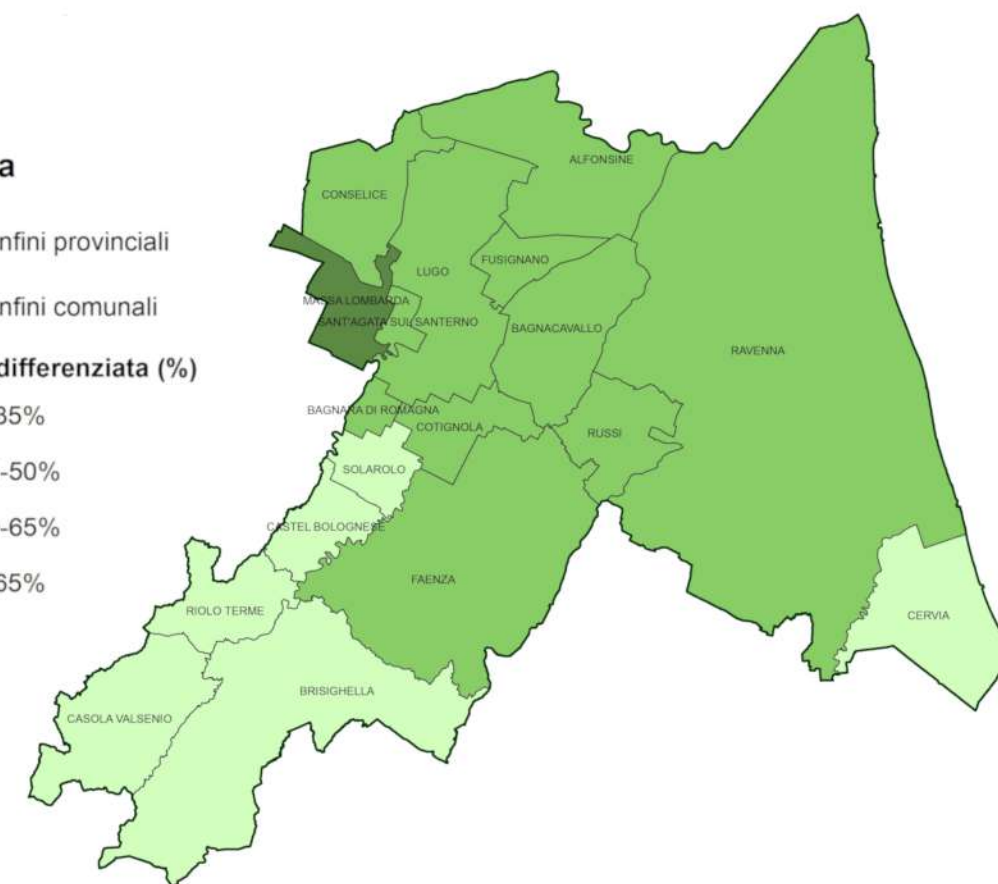 a
nfini provinciali
nfini comunali
differenziata (%)
35%
-50%
-65%
65%
ALFONSINE
CONSELICE
LUGO
FUSIGNANO
MASSA LOMBARDA
SANT'AGATA SUL SANTERNO
BAGNACAVALLO
RAVENNA
BAGNARA DI ROMAGNA
COTIGNOLA
RUSSI
SOLAROLO
CASTEL BOLOGNESE
FAENZA
RIOLO TERME
CERVIA
BRISIGHELLA
CASOLA VALSENIO